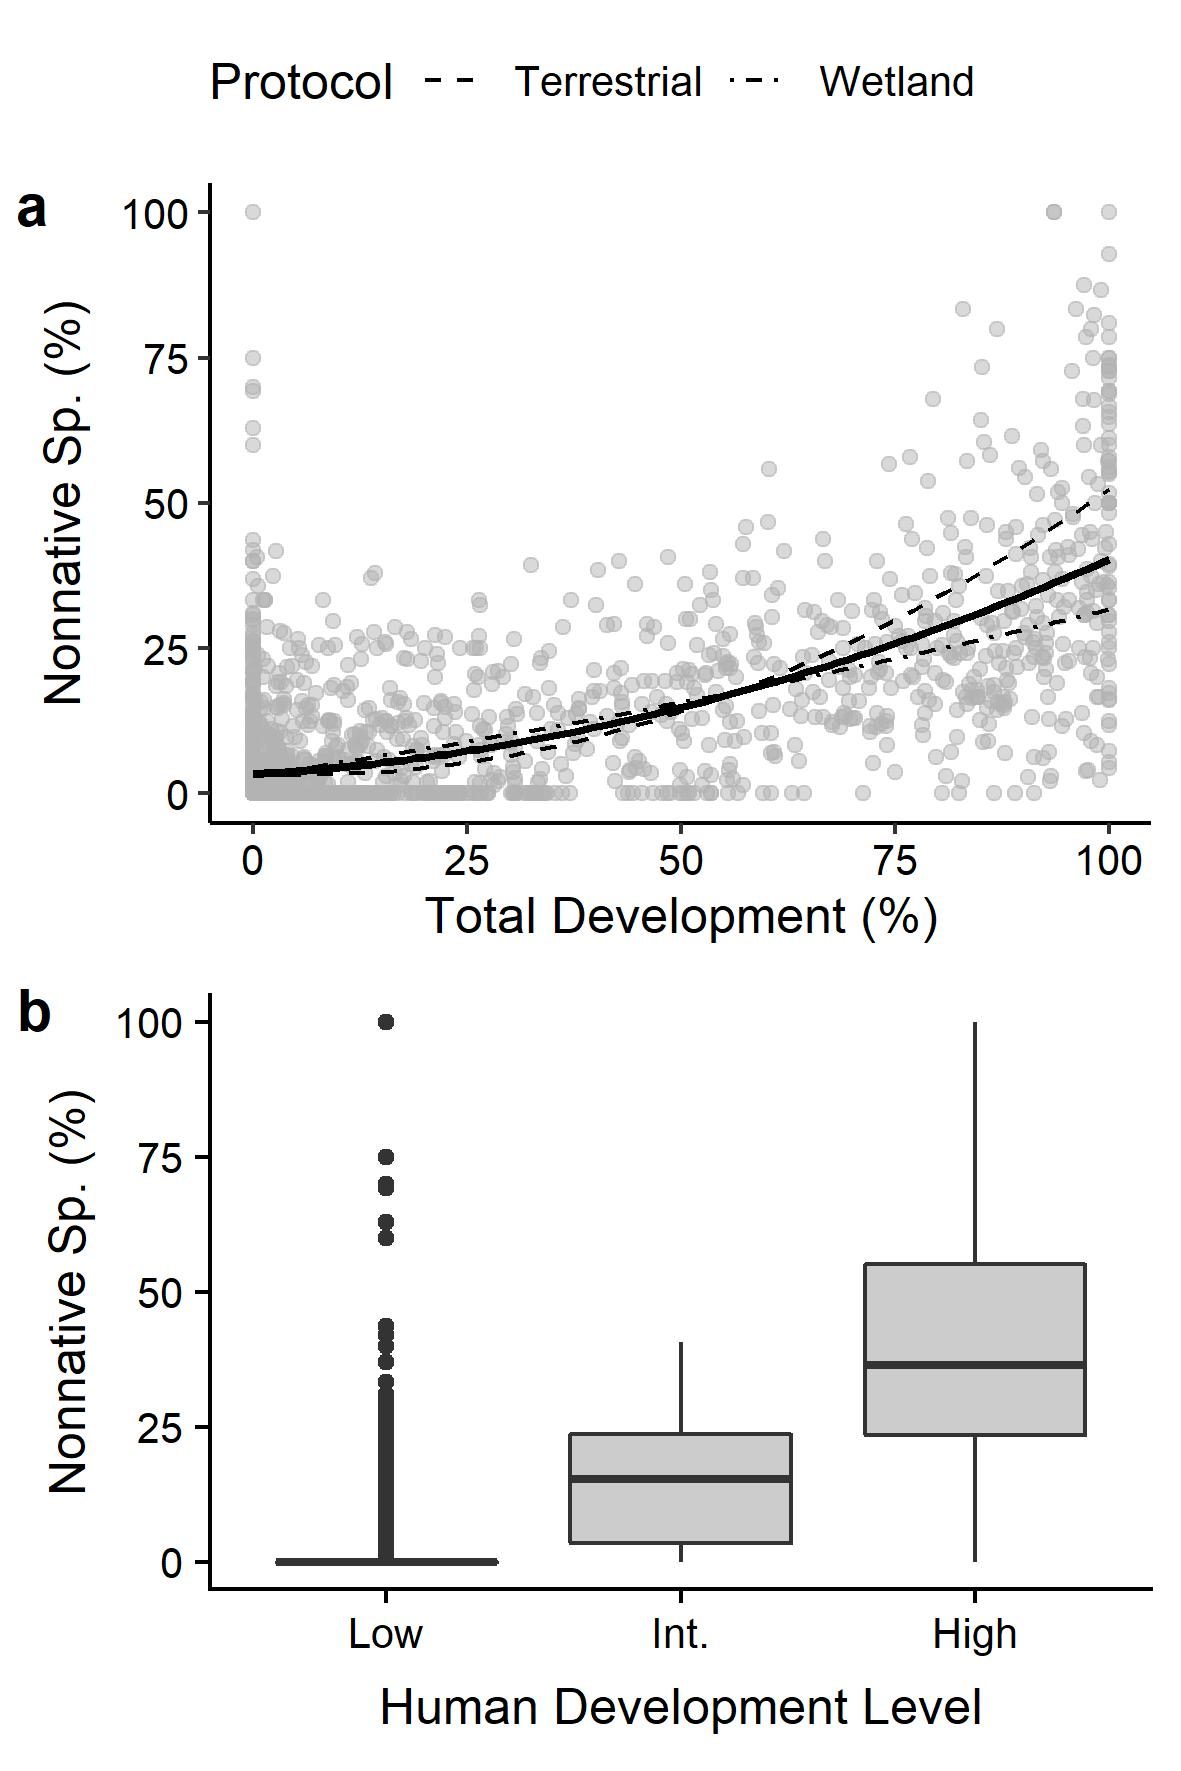 Protocol Terrestrial Wetland
a
100
75
50
25
0
Nonnative Sp. (%)
0 25 50 75 100
Total Development (%)
b
100
75
50
25
0
Nonnative Sp. (%)
Low Int. High
Human Development Level